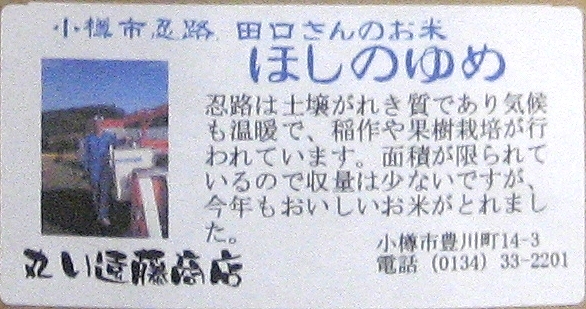 小樽市忍路 田口さんのお米
ほしのゆめ
忍路は土壌がれき質であり気候
も温暖で、稲作や果樹栽培が行
われています。面積が限られて
いるので収量は少ないですが、
今年もおいしいお米がとれまし
た。
小樽市豊川町14-3
電話 (0134) 33-2201
丸い遠藤商店